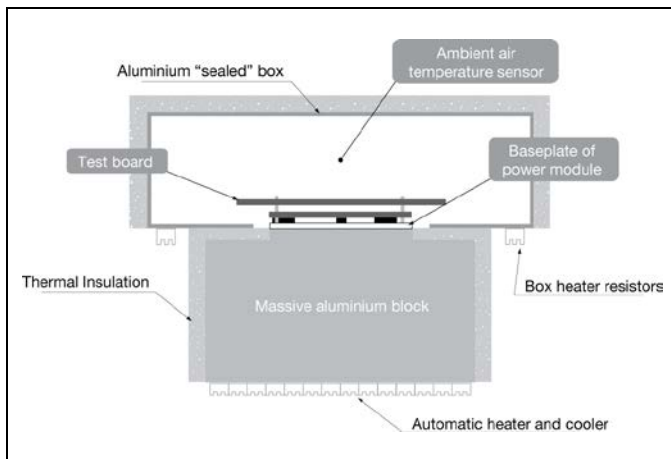 Ambient air
temperature sensor
Aluminium “sealed” box
Test board
Baseplate of
power module
Thermal Insulation
Massive aluminium block
Box heater resistors
Automatic heater and cooler